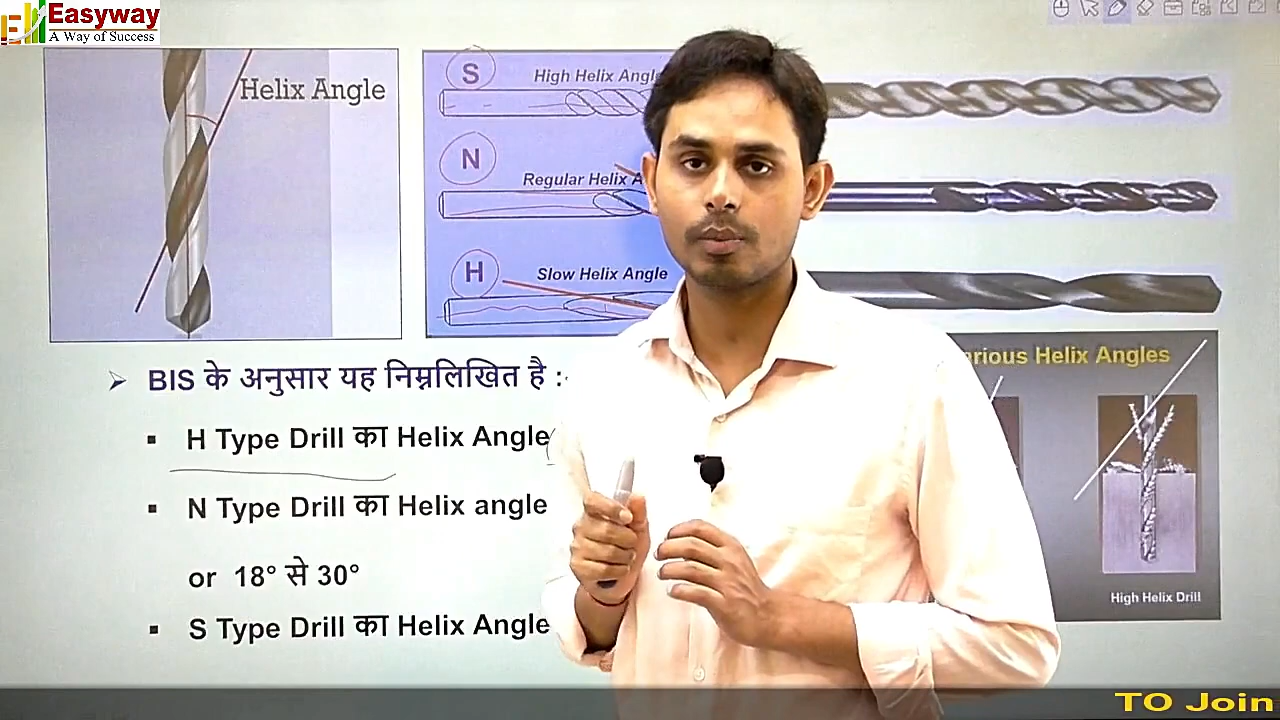 Easyway
A Way of Success
Helix Angle
S
High Helix Angle
N
Regular Helix A
H
Slow Helix Angle
BIS के अनुसार यह निम्नलिखित है :-
H Type Drill का Helix Angle
N Type Drill का Helix angle
or 18° से 30°
S Type Drill का Helix Angle
arious Helix Angles
High Helix Drill
TO Join